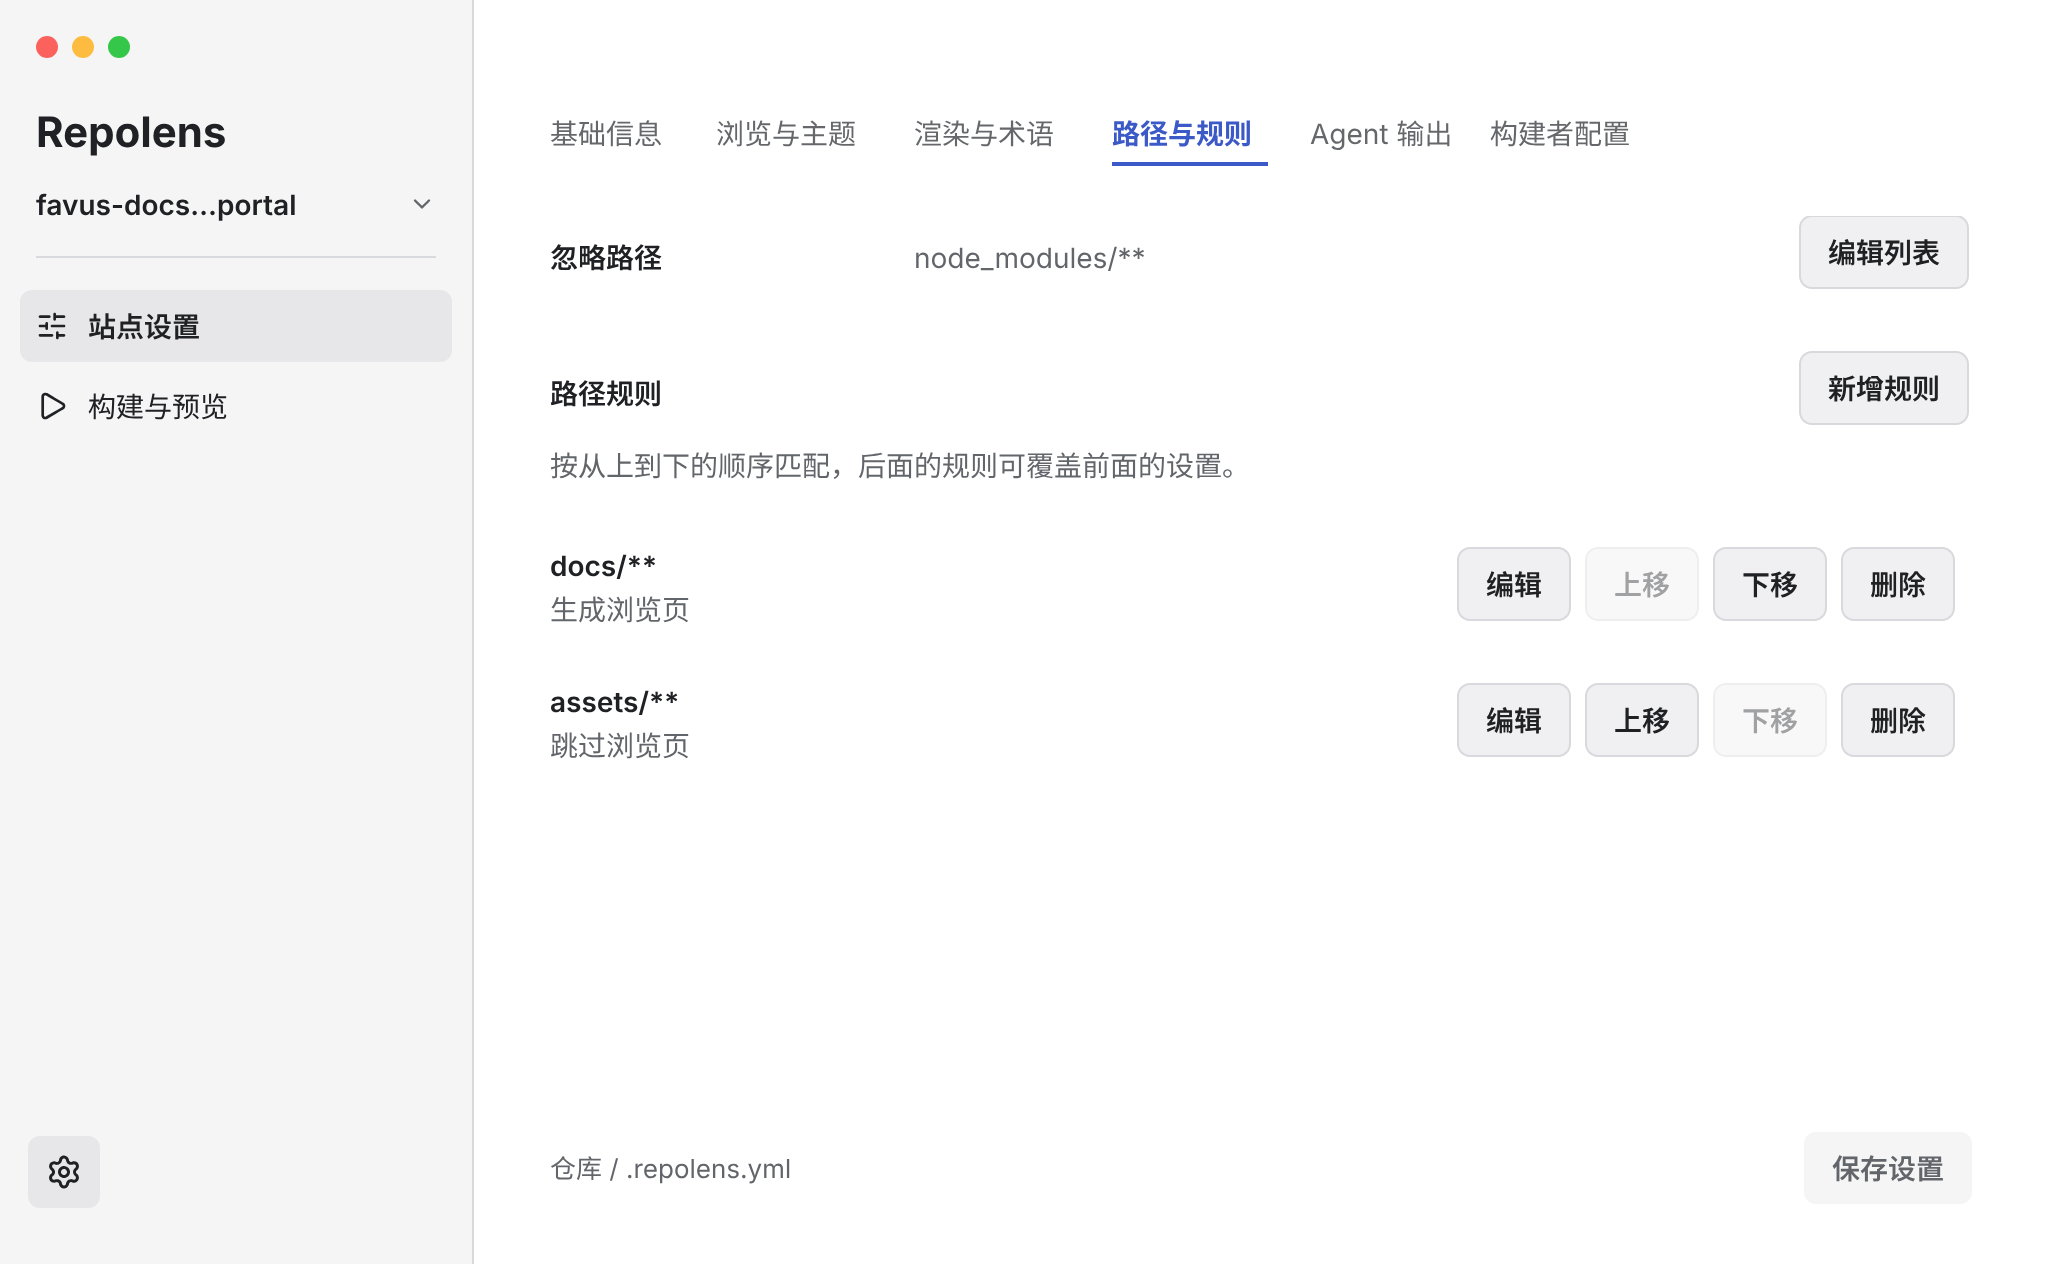 Repolens
favus-docs...portal
站点设置
构建与预览
基础信息 浏览与主题 渲染与术语 路径与规则 Agent 输出 构建者配置
忽略路径 node_modules/** 编辑列表
路径规则 新增规则
按从上到下的顺序匹配，后面的规则可覆盖前面的设置。
docs/**
生成浏览页
编辑 上移 下移 删除
assets/**
跳过浏览页
编辑 上移 下移 删除
仓库 / .repolens.yml 保存设置